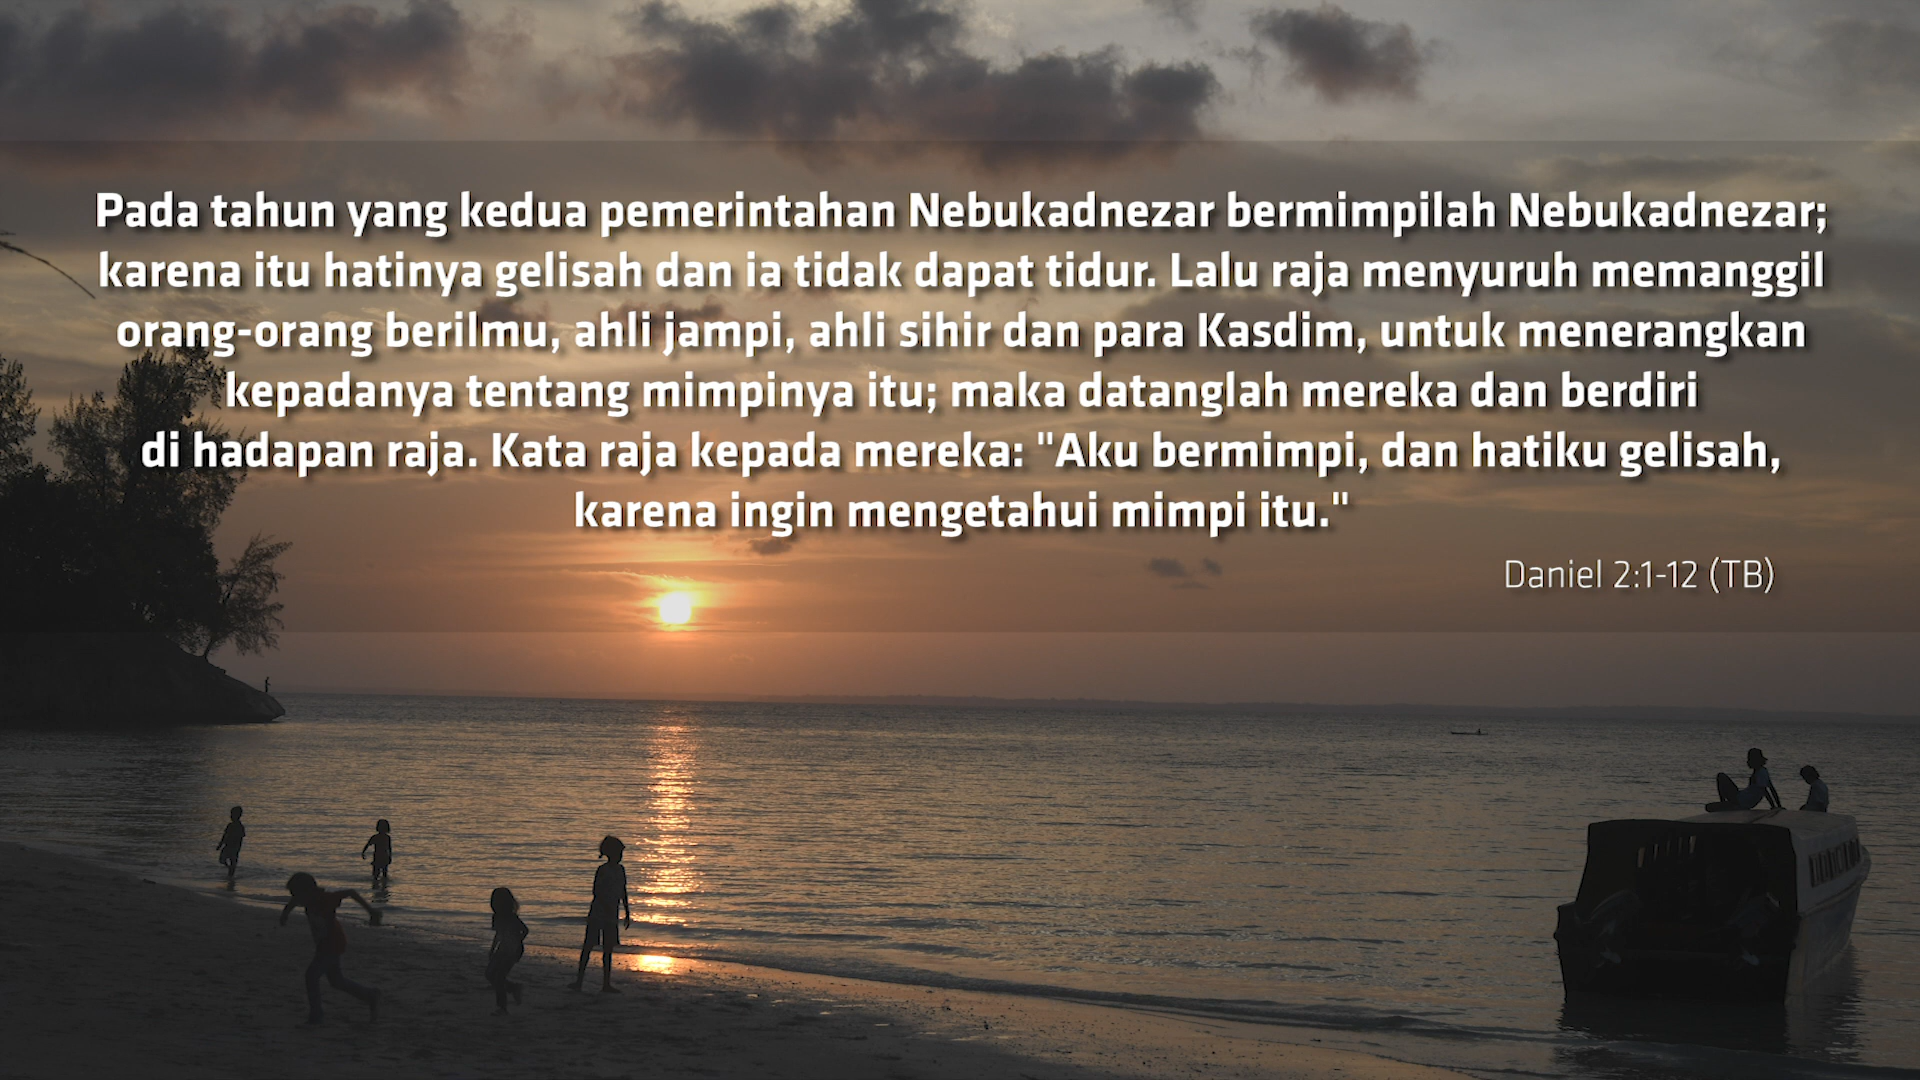 Pada tahun yang kedua pemerintahan Nebukadnezar bermimpilah Nebukadnezar;
karena itu hatinya gelisah dan ia tidak dapat tidur. Lalu raja menyuruh memanggil
orang-orang berilmu, ahli jampi, ahli sihir dan para Kasdim, untuk menerangkan
kepadanya tentang mimpinya itu; maka datanglah mereka dan berdiri
di hadapan raja. Kata raja kepada mereka: "Aku bermimpi, dan hatiku gelisah,
karena ingin mengetahui mimpi itu."
Daniel 2:1-12 (TB)